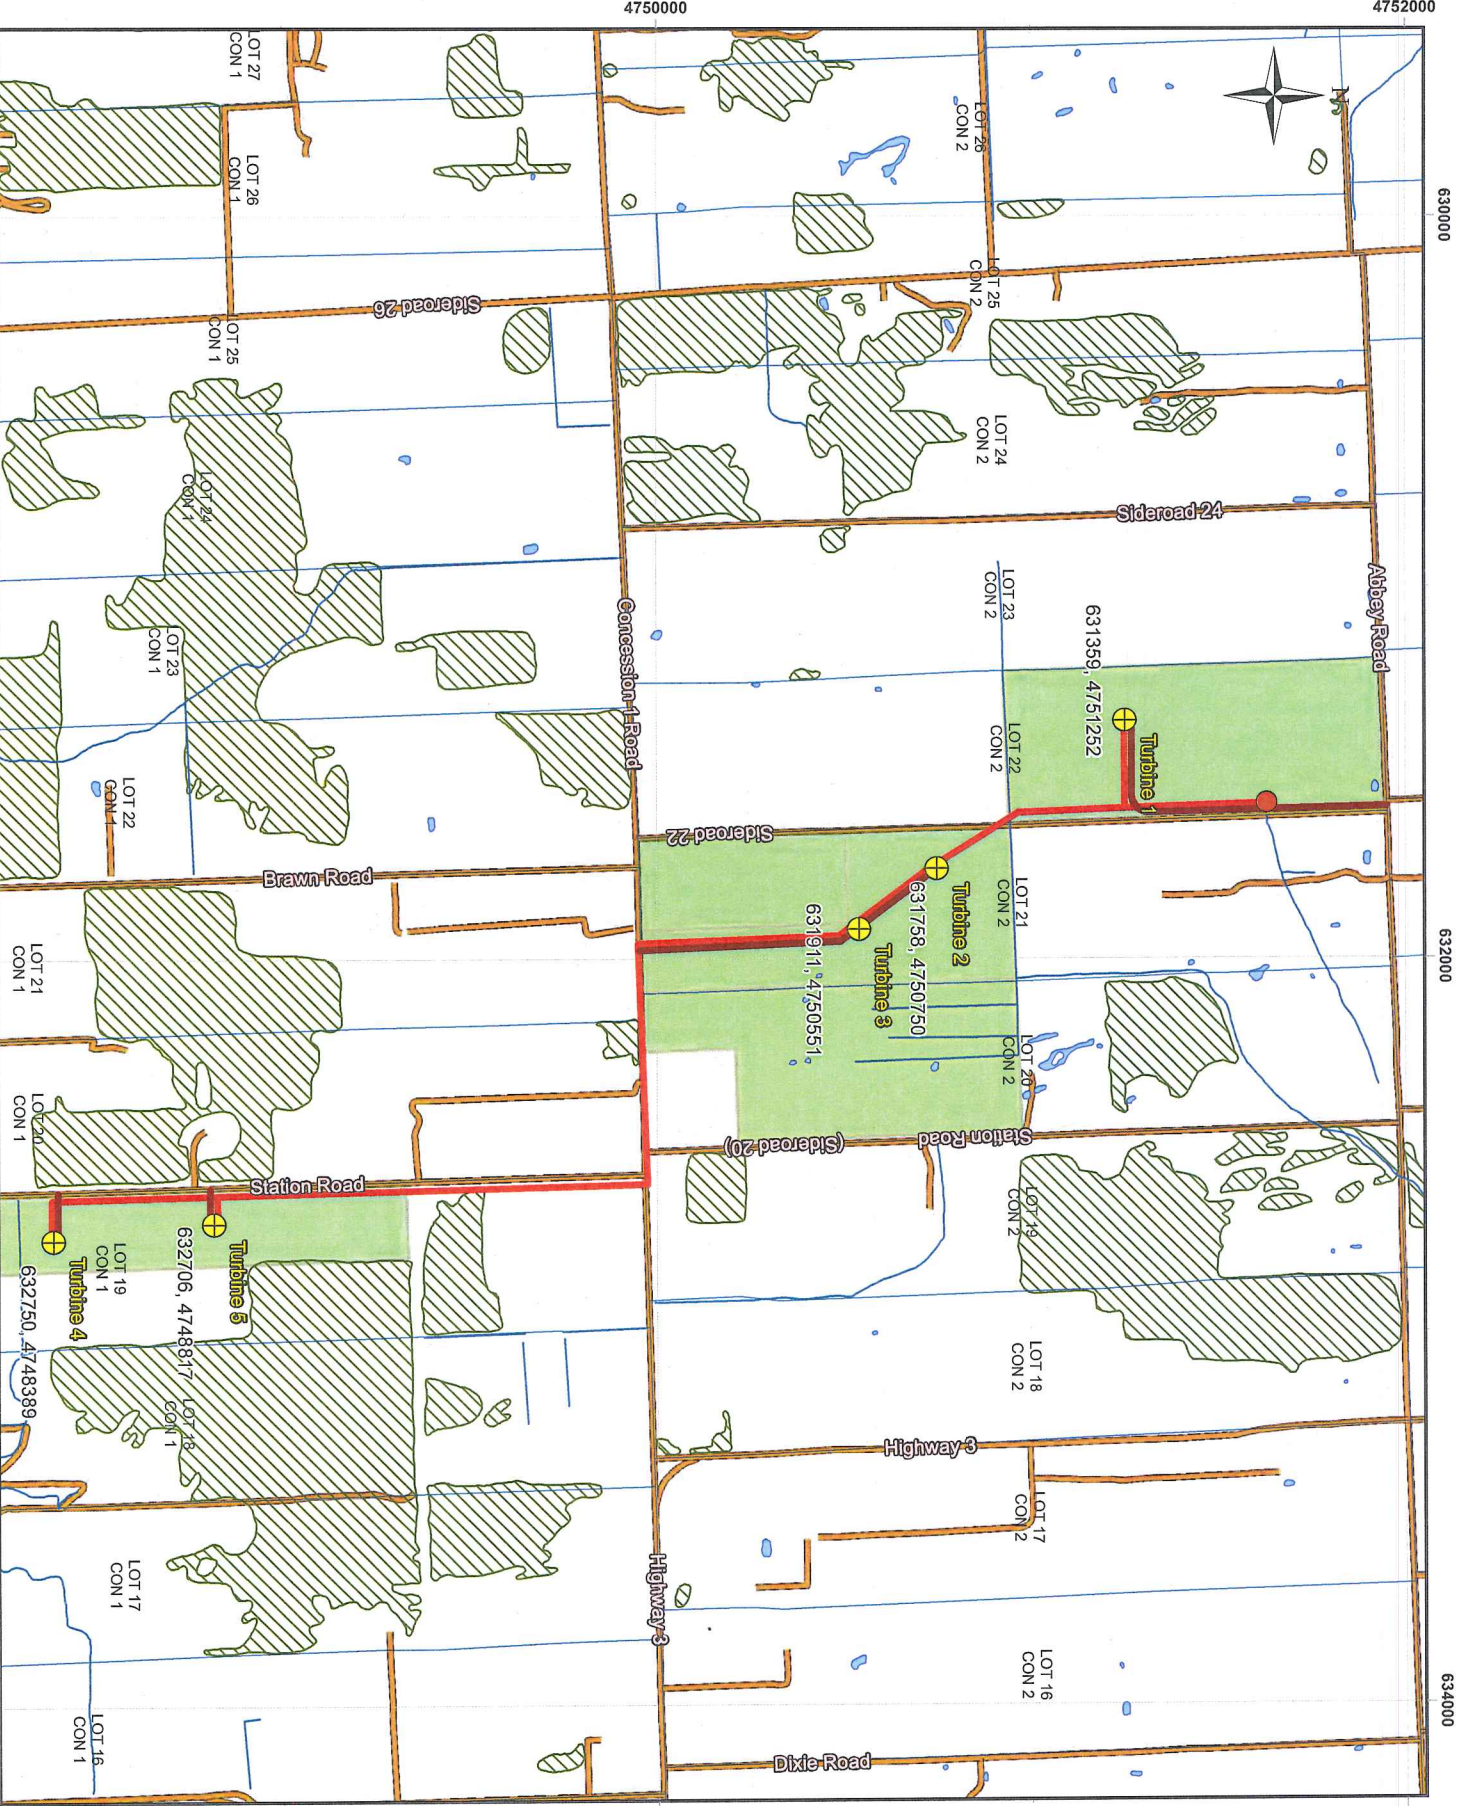 4750000
4752000
630000
632000
634000
N
LOT 27
CON 1
LOT 26
CON 1
LOT 26
CON 2
LOT 25
CON 2
LOT 25
CON 1
Sideroad 26
LOT 24
CON 2
Sideroad 24
LOT 24
CON 1
Abbey Road
LOT 23
CON 2
631359, 4751252
Concession 1 Road
LOT 23
CON 1
LOT 22
CON 2
Turbine 1
LOT 22
CON 1
Sideroad 22
Brawn Road
LOT 21
CON 2
Turbine 2
631758, 4750750
Turbine 3
631911, 4750551
LOT 21
CON 1
LOT 20
CON 2
LOT 20
CON 1
Station Road
(Sideroad 20)
Station Road
LOT 19
CON 2
LOT 19
CON 1
Turbine 5
632706, 4748817
Turbine 4
632750, 4748389
LOT 18
CON 2
LOT 18
CON 1
Highway 3
LOT 17
CON 2
Highway 3
LOT 17
CON 1
LOT 16
CON 2
LOT 16
CON 1
Dixie Road